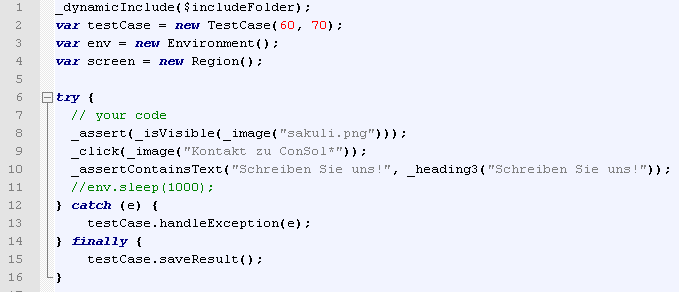 1 _dynamicInclude($includeFolder);
2 var testCase = new TestCase(60, 70);
3 var env = new Environment();
4 var screen = new Region();
5
6 try {
7 // your code
8 _assert(_isVisible(_image("sakuli.png")));
9 _click(_image("Kontakt zu ConSol*"));
10 _assertContainsText("Schreiben Sie uns!", _heading3("Schreiben Sie uns!"));
11 //env.sleep(1000);
12 } catch (e) {
13 testCase.handleException(e);
14 } finally {
15 testCase.saveResult();
16 }